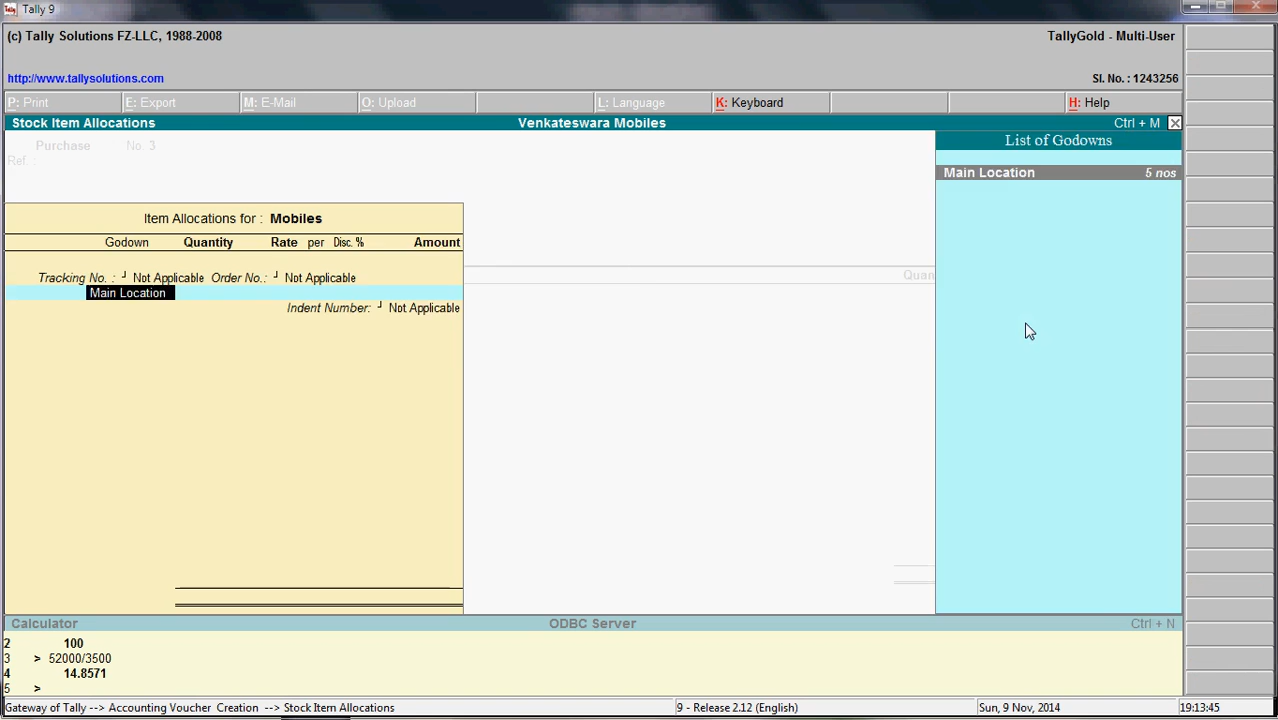 Tally 9
(c) Tally Solutions FZ-LLC, 1988-2008
TallyGold - Multi-User
http://www.tallysolutions.com
Sl. No. : 1243256
P: Print E: Export M: E-Mail O: Upload L: Language K: Keyboard H: Help
Stock Item Allocations Venkateswara Mobiles Ctrl + M
Purchase No. 3
Ref. :
List of Godowns
Main Location 5 nos
Item Allocations for : Mobiles
Godown Quantity Rate per Disc. % Amount
Quan
Tracking No. : ┘ Not Applicable Order No.: ┘ Not Applicable
Main Location
Indent Number: ┘ Not Applicable
Calculator ODBC Server Ctrl + N
2 100
3 > 52000/3500
4 14.8571
5 >
Gateway of Tally --> Accounting Voucher Creation --> Stock Item Allocations 9 - Release 2.12 (English) Sun, 9 Nov, 2014 19:13:45